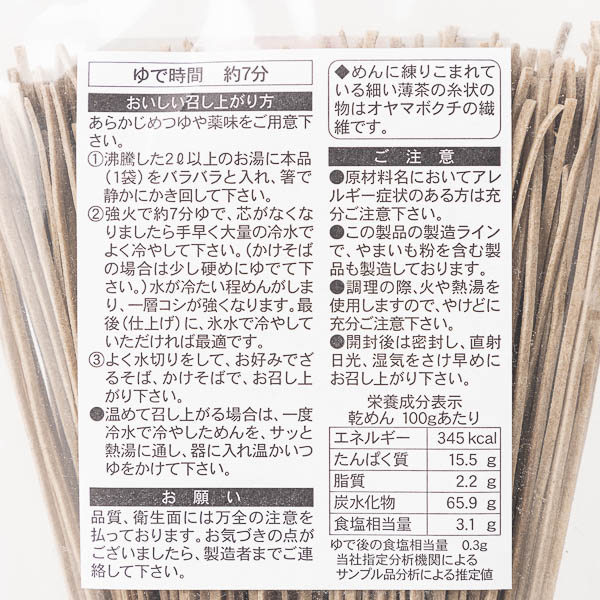 ゆで時間　約7分
おいしい召し上がり方
あらかじめつゆや薬味をご用意下
さい。
①沸騰した2ℓ以上のお湯に本品
（1袋）をバラバラと入れ、箸で
静かにかき回して下さい。
②強火で約7分ゆで、芯がなくな
りましたら手早く大量の冷水で
よく冷やして下さい。（かけそば
の場合は少し硬めにゆでて下
さい。）水が冷たい程めんがしま
り、一層コシが強くなります。最
後（仕上げ）に、氷水で冷やして
いただければ最適です。
③よく水切りをして、お好みでざ
るそば、かけそばで、お召し上
がり下さい。
●温めて召し上がる場合は、一度
冷水で冷やしためんを、サッと
熱湯に通し、器に入れ温かいつ
ゆをかけて下さい。
お願い
品質、衛生面には万全の注意を
払っております。お気づきの点が
ございましたら、製造者までご連
絡して下さい。
◆めんに練りこまれて
いる細い薄茶の糸状の
物はオヤマボクチの繊
維です。
ご注意
●原材料名においてアレ
ルギー症状のある方は充
分ご注意下さい。
●この製品の製造ライン
で、やまいも粉を含む製
品も製造しております。
●調理の際、火や熱湯を
使用しますので、やけどに
充分ご注意下さい。
●開封後は密封し、直射
日光、湿気をさけ早めに
お召し上がり下さい。
栄養成分表示
乾めん 100gあたり
エネルギー 345 kcal
たんぱく質 15.5 g
脂質 2.2 g
炭水化物 65.9 g
食塩相当量 3.1 g
ゆで後の食塩相当量 0.3g
当社指定分析機関による
サンプル品分析による推定値